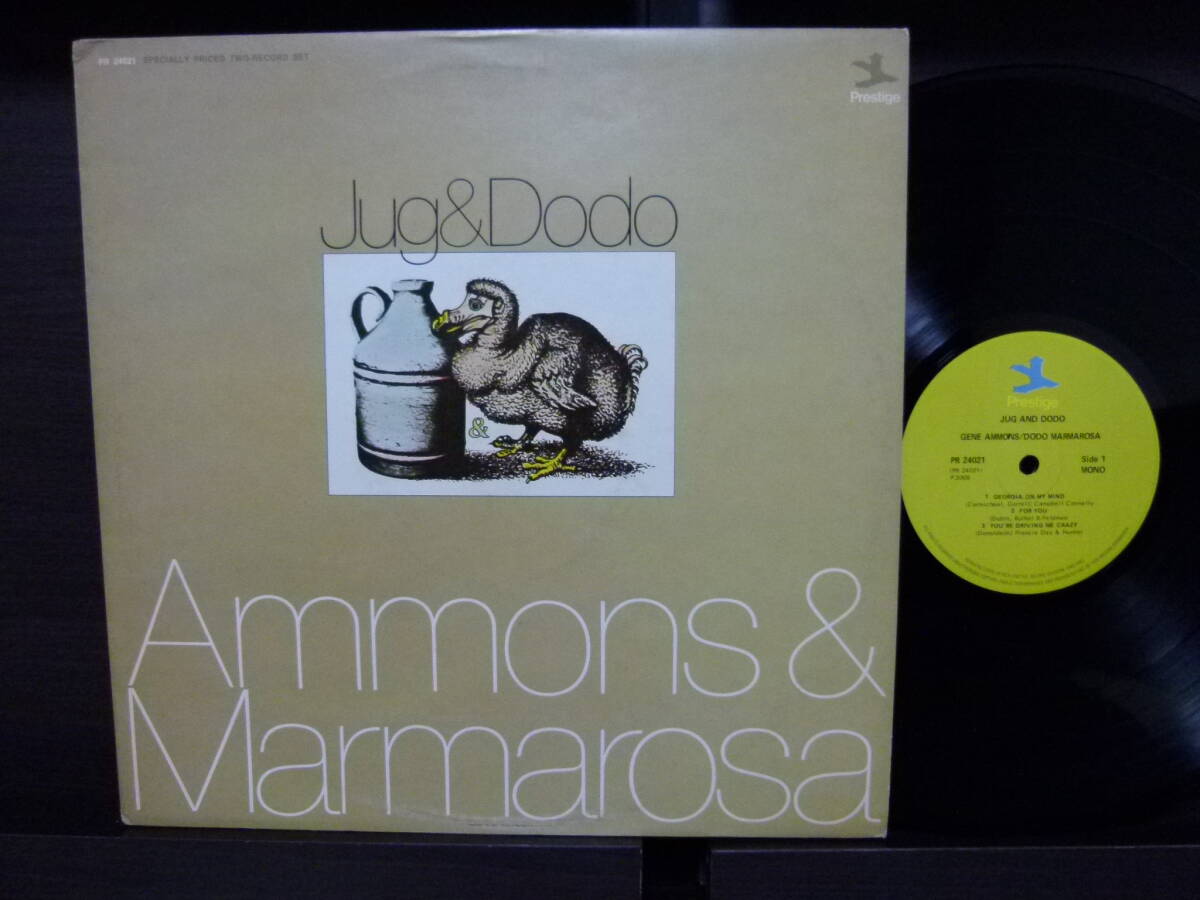 PR 24021 SPECIALLY PRICED TWO-RECORD SET
Prestige
Jug&Dodo
&
Ammons &
Marmarosa
Prestige
JUG AND DODO
GENE AMMONS/DODO MARMAROSA
PR 24021 Side 1
(PR 24021) MONO
1 GEORGIA ON MY MIND
2 FOR YOU
3 YOU'RE DRIVING ME CRAZY